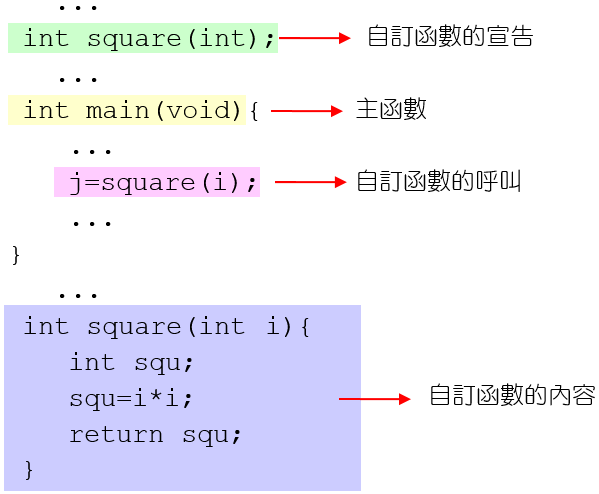 ...
int square(int); 自訂函數的宣告
...
int main(void){ 主函數
...
j=square(i); 自訂函數的呼叫
...
}
...
int square(int i){
int squ;
squ=i*i; 自訂函數的內容
return squ;
}